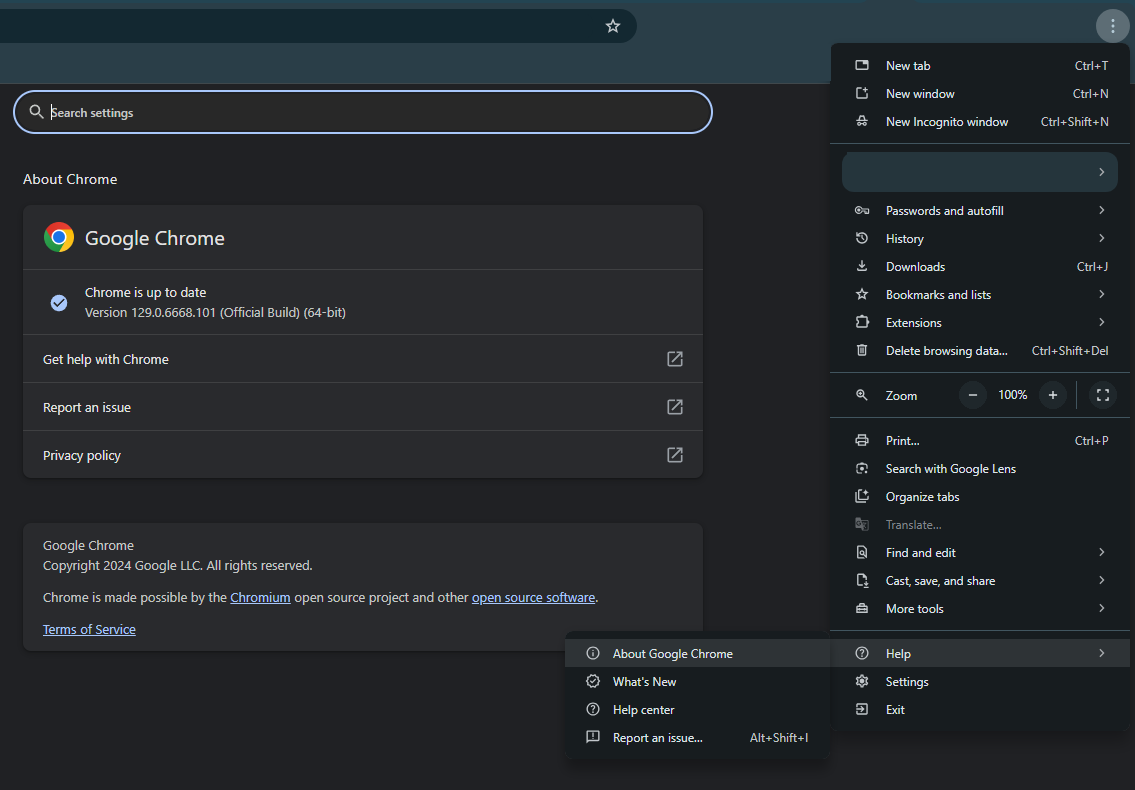 Search settings
About Chrome
Google Chrome
Chrome is up to date
Version 129.0.6668.101 (Official Build) (64-bit)
Get help with Chrome
Report an issue
Privacy policy
Google Chrome
Copyright 2024 Google LLC. All rights reserved.
Chrome is made possible by the Chromium open source project and other open source software.
Terms of Service
New tab Ctrl+T
New window Ctrl+N
New Incognito window Ctrl+Shift+N
Passwords and autofill
History
Downloads Ctrl+J
Bookmarks and lists
Extensions
Delete browsing data... Ctrl+Shift+Del
Zoom − 100% +
Print... Ctrl+P
Search with Google Lens
Organize tabs
Translate...
Find and edit
Cast, save, and share
More tools
Help
Settings
Exit
About Google Chrome
What's New
Help center
Report an issue... Alt+Shift+I